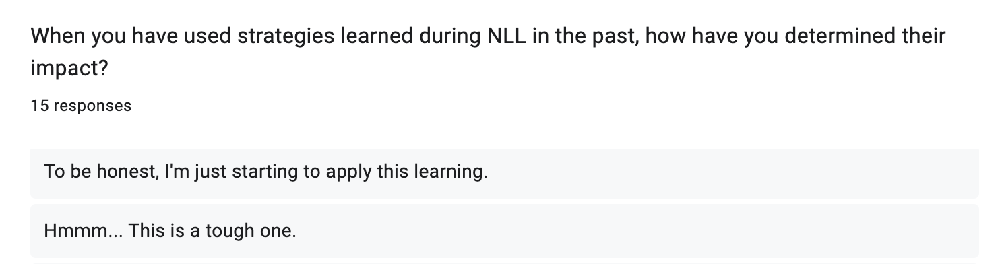 When you have used strategies learned during NLL in the past, how have you determined their
impact?
15 responses
To be honest, I'm just starting to apply this learning.
Hmmm... This is a tough one.